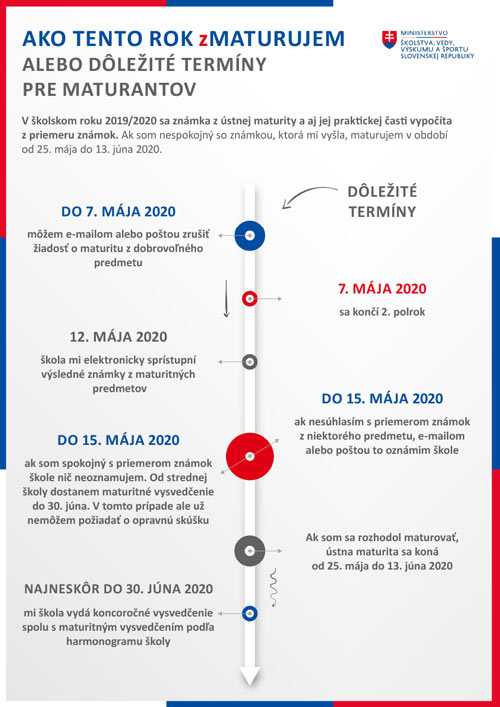 AKO TENTO ROK zMATURUJEM
ALEBO DÔLEŽITÉ TERMÍNY
PRE MATURANTOV
MINISTERSTVO
ŠKOLSTVA, VEDY,
VÝSKUMU A ŠPORTU
SLOVENSKEJ REPUBLIKY
V školskom roku 2019/2020 sa známka z ústnej maturity a aj jej praktickej časti vypočíta
z priemeru známok. Ak som nespokojný so známkou, ktorá mi vyšla, maturujem v období
od 25. mája do 13. júna 2020.
DÔLEŽITÉ
TERMÍNY
DO 7. MÁJA 2020
môžem e-mailom alebo poštou zrušiť
žiadosť o maturitu z dobrovoľného
predmetu
7. MÁJA 2020
sa končí 2. polrok
12. MÁJA 2020
škola mi elektronicky sprístupní
výsledné známky z maturitných
predmetov
DO 15. MÁJA 2020
ak nesúhlasím s priemerom známok
z niektorého predmetu, e-mailom
alebo poštou to oznámim škole
DO 15. MÁJA 2020
ak som spokojný s priemerom známok
škole nič neoznamujem. Od strednej
školy dostanem maturitné vysvedčenie
do 30. júna. V tomto prípade ale už
nemôžem požiadať o opravnú skúšku
Ak som sa rozhodol maturovať,
ústna maturita sa koná
od 25. mája do 13. júna 2020
NAJNESKÔR DO 30. JÚNA 2020
mi škola vydá koncoročné vysvedčenie
spolu s maturitným vysvedčením podľa
harmonogramu školy